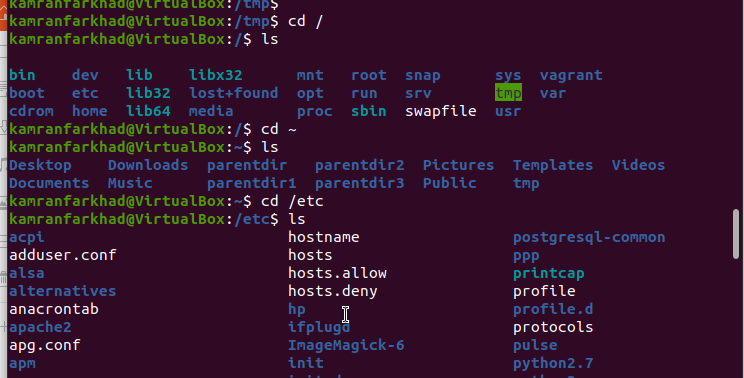 kamranfarkhad@VirtualBox:/tmp$
kamranfarkhad@VirtualBox:/tmp$ cd /
kamranfarkhad@VirtualBox:/$ ls
bin dev lib libx32 mnt root snap sys vagrant
boot etc lib32 lost+found opt run srv tmp var
cdrom home lib64 media proc sbin swapfile usr
kamranfarkhad@VirtualBox:/$ cd ~
kamranfarkhad@VirtualBox:~$ ls
Desktop Downloads parentdir parentdir2 Pictures Templates Videos
Documents Music parentdir1 parentdir3 Public tmp
kamranfarkhad@VirtualBox:~$ cd /etc
kamranfarkhad@VirtualBox:/etc$ ls
acpi hostname postgresql-common
adduser.conf hosts ppp
alsa hosts.allow printcap
alternatives hosts.deny profile
anacrontab hp profile.d
apache2 ifplugd protocols
apg.conf ImageMagick-6 pulse
apm init python2.7